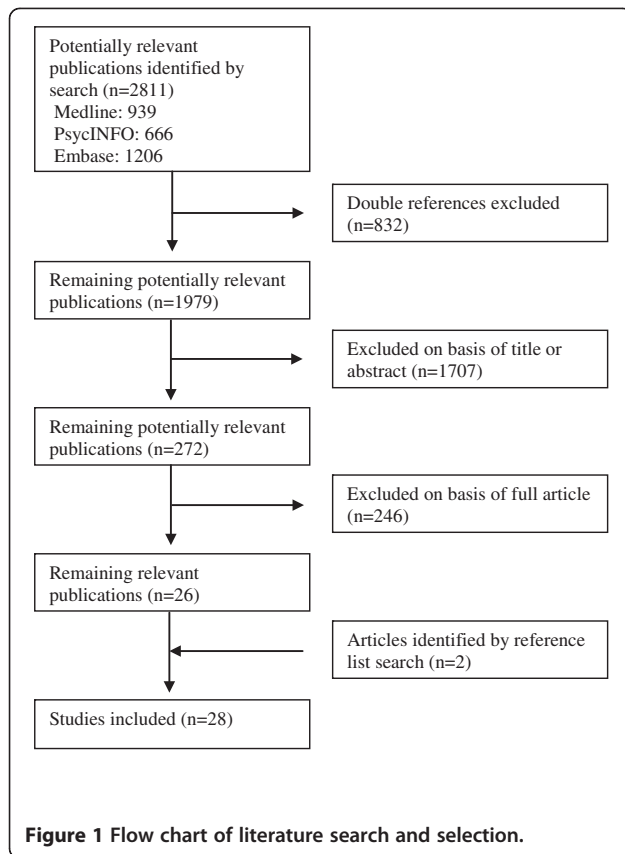 Potentially relevant
publications identified by
search (n=2811)
Medline: 939
PsycINFO: 666
Embase: 1206
Double references excluded
(n=832)
Remaining potentially relevant
publications (n=1979)
Excluded on basis of title or
abstract (n=1707)
Remaining potentially relevant
publications (n=272)
Excluded on basis of full article
(n=246)
Remaining relevant
publications (n=26)
Articles identified by reference
list search (n=2)
Studies included (n=28)
Figure 1 Flow chart of literature search and selection.